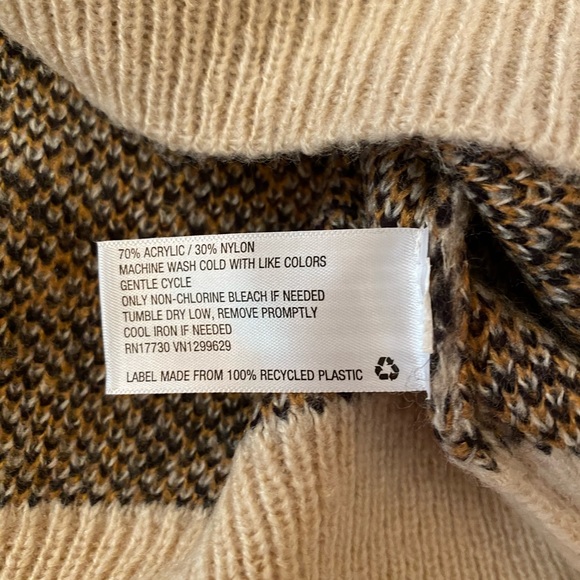 70% ACRYLIC / 30% NYLON
MACHINE WASH COLD WITH LIKE COLORS
GENTLE CYCLE
ONLY NON-CHLORINE BLEACH IF NEEDED
TUMBLE DRY LOW, REMOVE PROMPTLY
COOL IRON IF NEEDED
RN17730 VN1299629
LABEL MADE FROM 100% RECYCLED PLASTIC